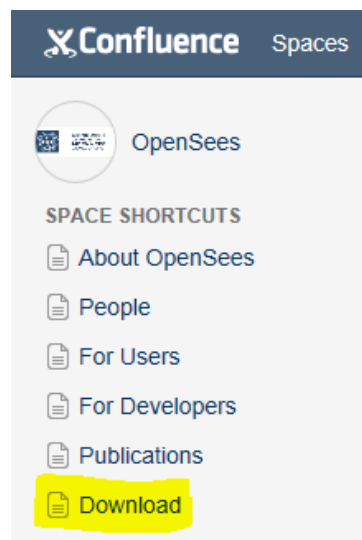 Confluence Spaces
OpenSees
SPACE SHORTCUTS
About OpenSees
People
For Users
For Developers
Publications
Download